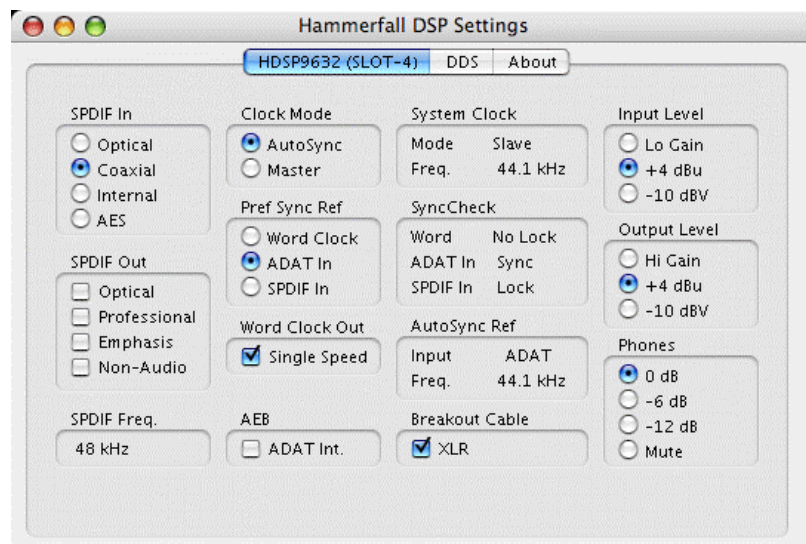 Hammerfall DSP Settings
HDSP9632 (SLOT-4) DDS About
SPDIF In
Optical
Coaxial
Internal
AES
SPDIF Out
Optical
Professional
Emphasis
Non-Audio
SPDIF Freq.
48 kHz
Clock Mode
AutoSync
Master
Pref Sync Ref
Word Clock
ADAT In
SPDIF In
Word Clock Out
Single Speed
AEB
ADAT Int.
System Clock
Mode Slave
Freq. 44.1 kHz
SyncCheck
Word No Lock
ADAT In Sync
SPDIF In Lock
AutoSync Ref
Input ADAT
Freq. 44.1 kHz
Breakout Cable
XLR
Input Level
Lo Gain
+4 dBu
-10 dBV
Output Level
Hi Gain
+4 dBu
-10 dBV
Phones
0 dB
-6 dB
-12 dB
Mute